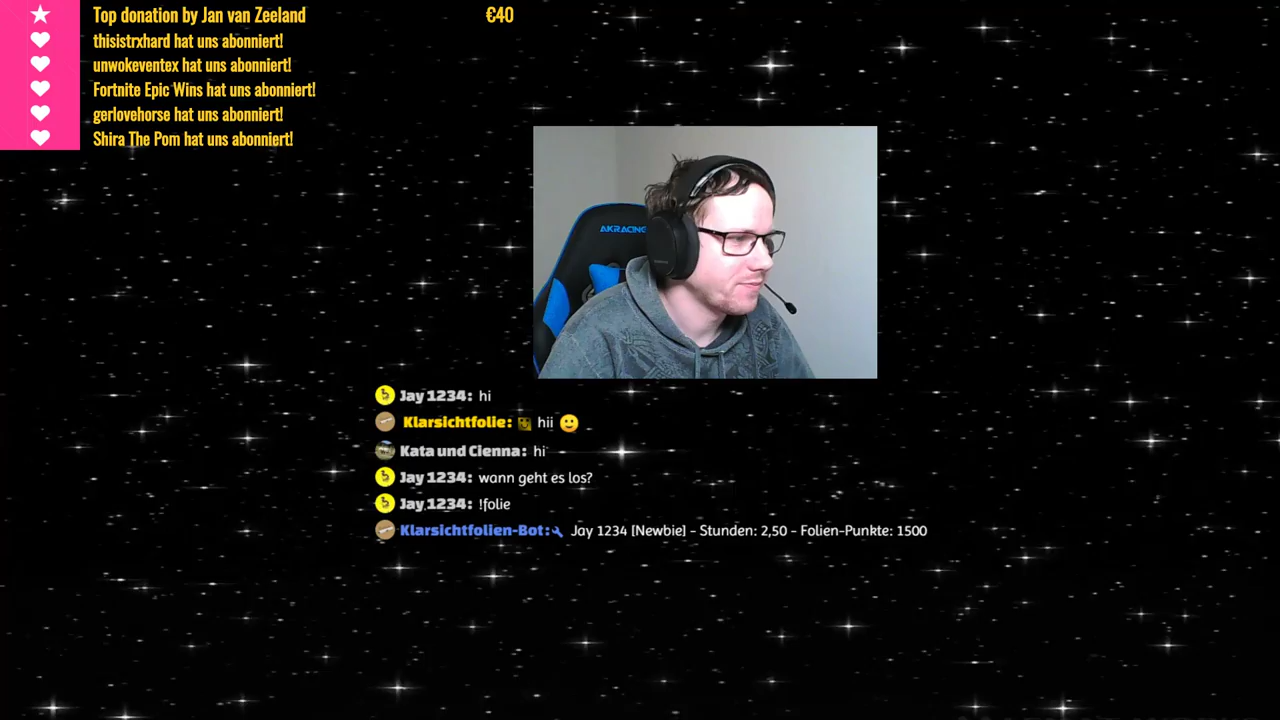 Top donation by Jan van Zeeland €40
thisistrxhard hat uns abonniert!
unwokeventex hat uns abonniert!
Fortnite Epic Wins hat uns abonniert!
gerlovehorse hat uns abonniert!
Shira The Pom hat uns abonniert!
AKRACING
Jay 1234: hi
Klarsichtfolie: hii 🙂
Kata und Cienna: hi
Jay 1234: wann geht es los?
Jay 1234: !folie
Klarsichtfolien-Bot: Jay 1234 [Newbie] - Stunden: 2,50 - Folien-Punkte: 1500